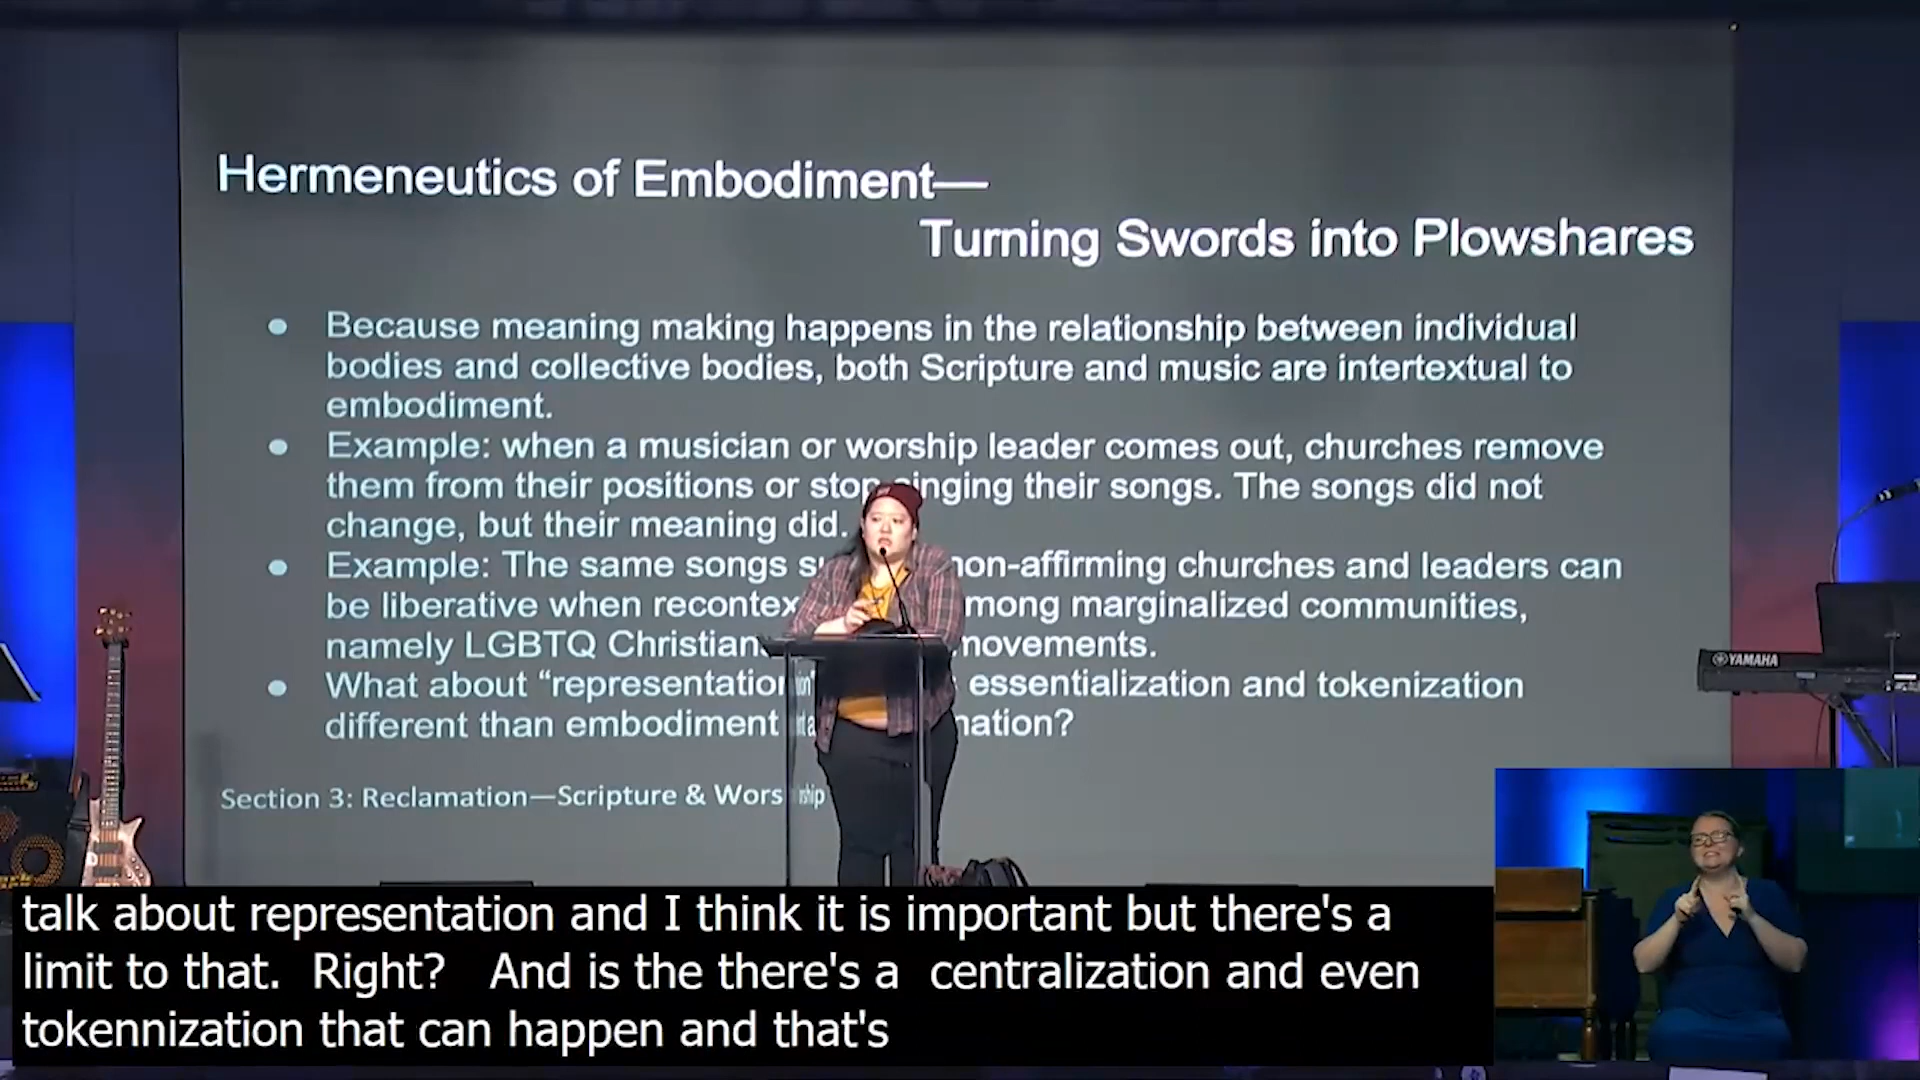 Hermeneutics of Embodiment—
Turning Swords into Plowshares
● Because meaning making happens in the relationship between individual
bodies and collective bodies, both Scripture and music are intertextual to
embodiment.
● Example: when a musician or worship leader comes out, churches remove
them from their positions or stop singing their songs. The songs did not
change, but their meaning did.
● Example: The same songs non-affirming churches and leaders can
be liberative when among marginalized communities,
namely LGBTQ Christian movements.
● What about “representation” essentialization and tokenization
different than embodiment
Section 3: Reclamation—Scripture & Worship
YAMAHA
talk about representation and I think it is important but there's a
limit to that. Right? And is the there's a centralization and even
tokennization that can happen and that's